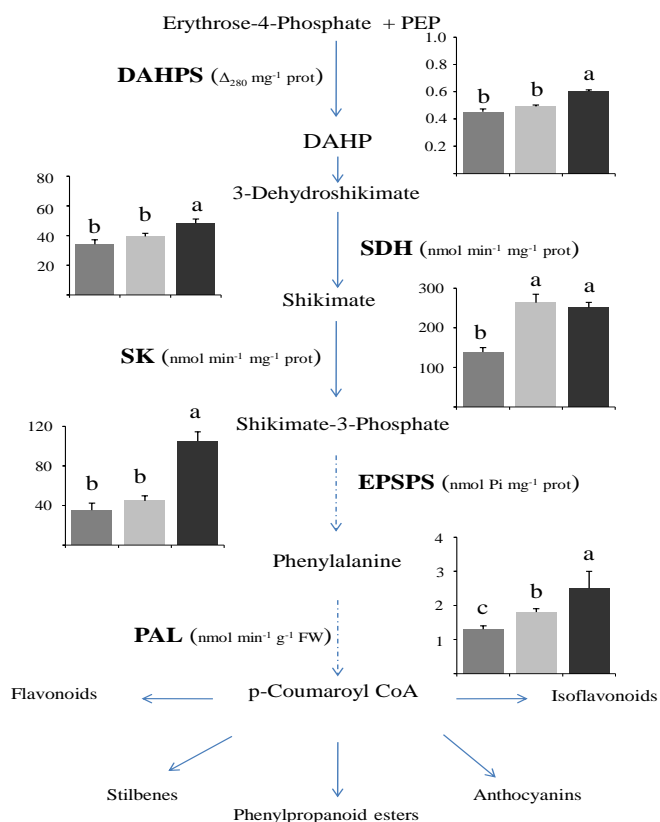 Erythrose-4-Phosphate + PEP
DAHPS (Δ₂₈₀ mg⁻¹ prot)
1.0
0.8
0.6
0.4
0.2
b
b
a
DAHP
3-Dehydroshikimate
80
60
40
20
b
b
a
SDH (nmol min⁻¹ mg⁻¹ prot)
Shikimate
300
200
100
b
a
a
SK (nmol min⁻¹ mg⁻¹ prot)
Shikimate-3-Phosphate
120
80
40
b
b
a
EPSPS (nmol Pi mg⁻¹ prot)
Phenylalanine
4
3
2
1
c
b
a
PAL (nmol min⁻¹ g⁻¹ FW)
Flavonoids
p-Coumaroyl CoA
Isoflavonoids
Stilbenes
Anthocyanins
Phenylpropanoid esters